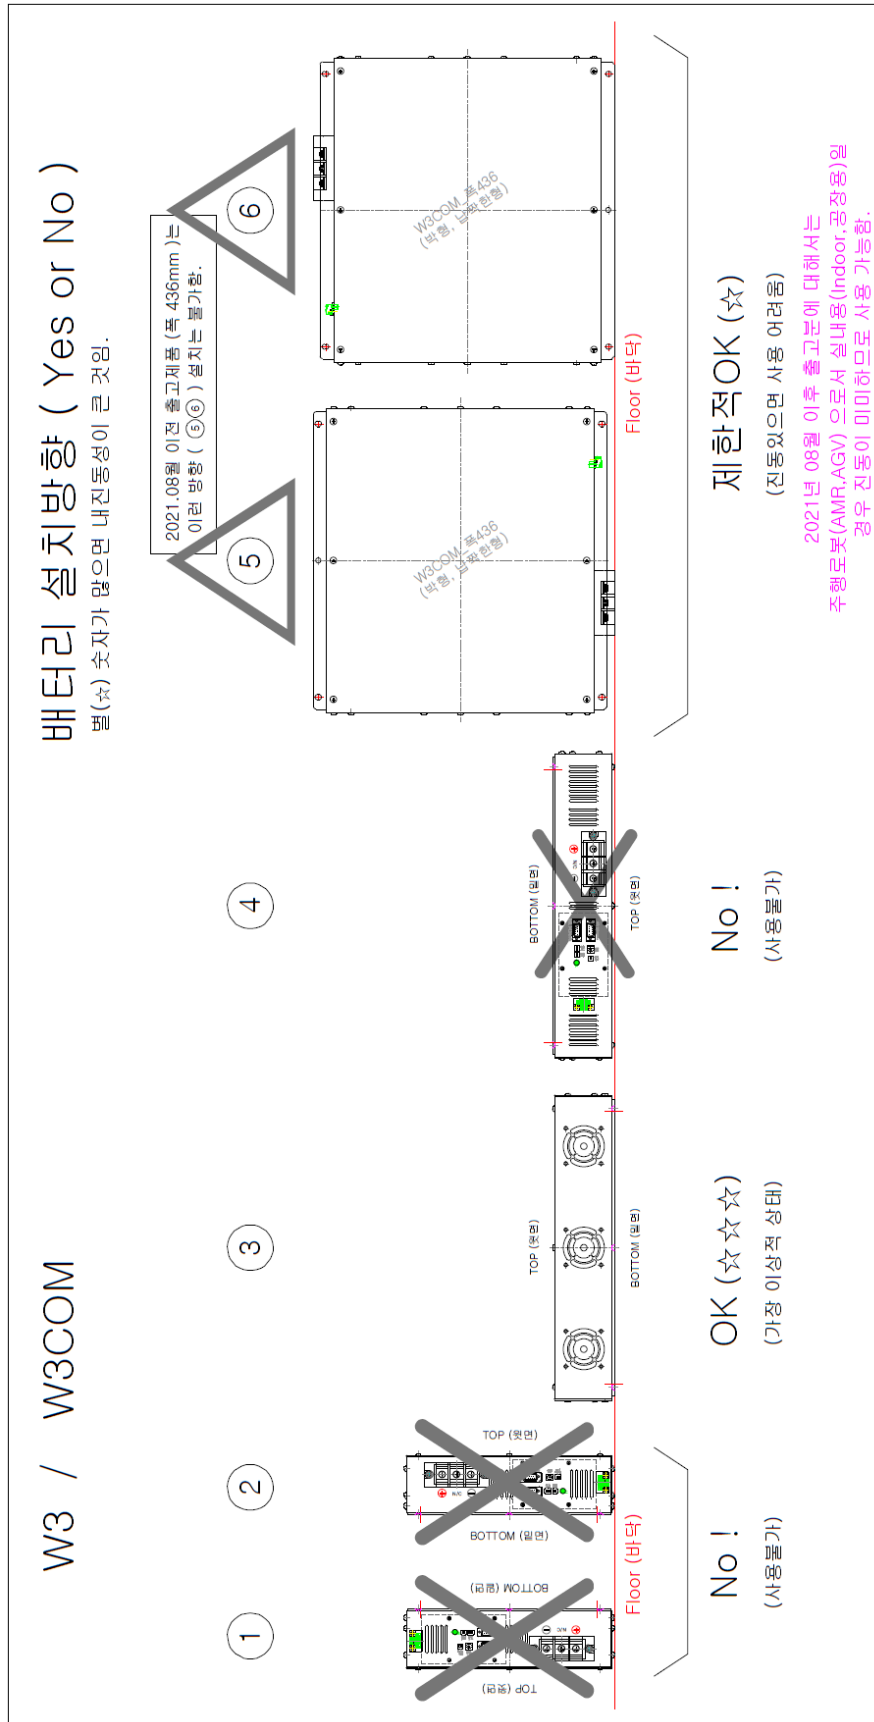 W3 / W3COM
배터리 설치방향 ( Yes or No )
별(☆) 숫자가 많으면 내진동성이 큰 것임.
2021.08월 이전 출고제품 (폭 436mm )는
이런 방향 ( ⑤⑥ ) 설치는 불가함.
①
②
③
④
⑤
⑥
TOP (윗면)
BOTTOM (밑면)
BOTTOM (밑면)
TOP (윗면)
N/C
N/C
TOP (윗면)
BOTTOM (밑면)
BOTTOM (밑면)
TOP (윗면)
N/C
W3COM_폭436
(박형, 납짝한형)
W3COM_폭436
(박형, 납짝한형)
Floor (바닥)
Floor (바닥)
No !
(사용불가)
OK (☆☆☆)
(가장 이상적 상태)
No !
(사용불가)
제한적OK (☆)
(진동있으면 사용 어려움)
2021년 08월 이후 출고분에 대해서는
주행로봇(AMR,AGV) 으로서 실내용(Indoor,공장용)일
경우 진동이 미미하므로 사용 가능함.